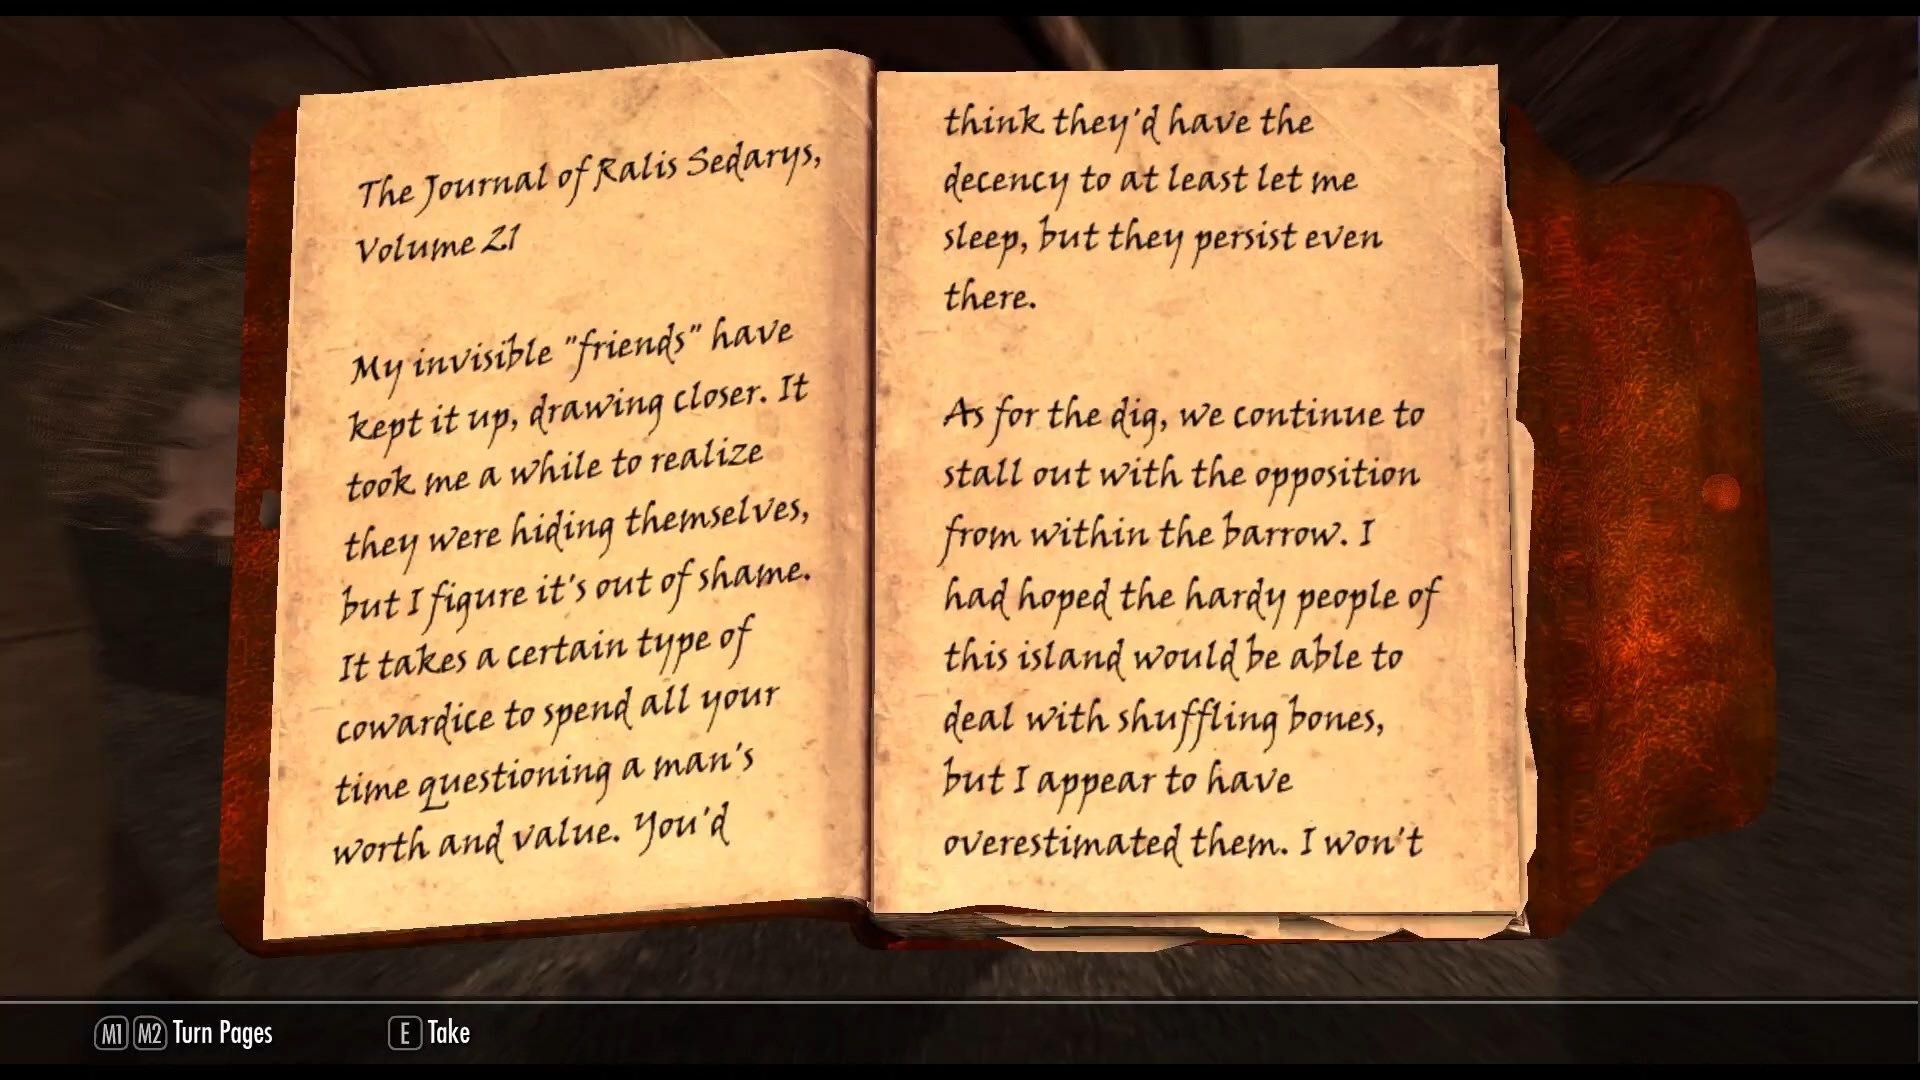 The Journal of Ralis Sedarys,
Volume 21
My invisible "friends" have
kept it up, drawing closer. It
took me a while to realize
they were hiding themselves,
but I figure it's out of shame.
It takes a certain type of
cowardice to spend all your
time questioning a man's
worth and value. You'd
think they'd have the
decency to at least let me
sleep, but they persist even
there.
As for the dig, we continue to
stall out with the opposition
from within the barrow. I
had hoped the hardy people of
this island would be able to
deal with shuffling bones,
but I appear to have
overestimated them. I won't
M1 M2 Turn Pages
E Take